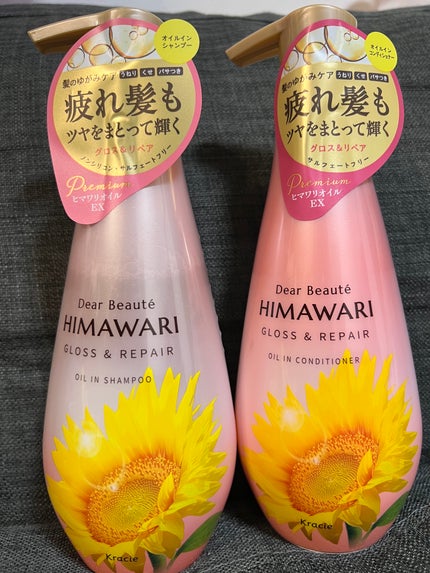 オイルイン
シャンプー
髪のゆがみケア
うねり くせ パサつき
疲れ髪も
ツヤをまとって輝く
グロス&リペア
ノンシリコン・サルフェートフリー
Premium
ヒマワリオイル
EX
Dear Beauté
HIMAWARI
GLOSS & REPAIR
OIL IN SHAMPOO
Kracie
オイルイン
コンディショナー
髪のゆがみケア
うねり くせ パサつき
疲れ髪も
ツヤをまとって輝く
グロス&リペア
サルフェートフリー
Premium
ヒマワリオイル
EX
Dear Beauté
HIMAWARI
GLOSS & REPAIR
OIL IN CONDITIONER
Kracie